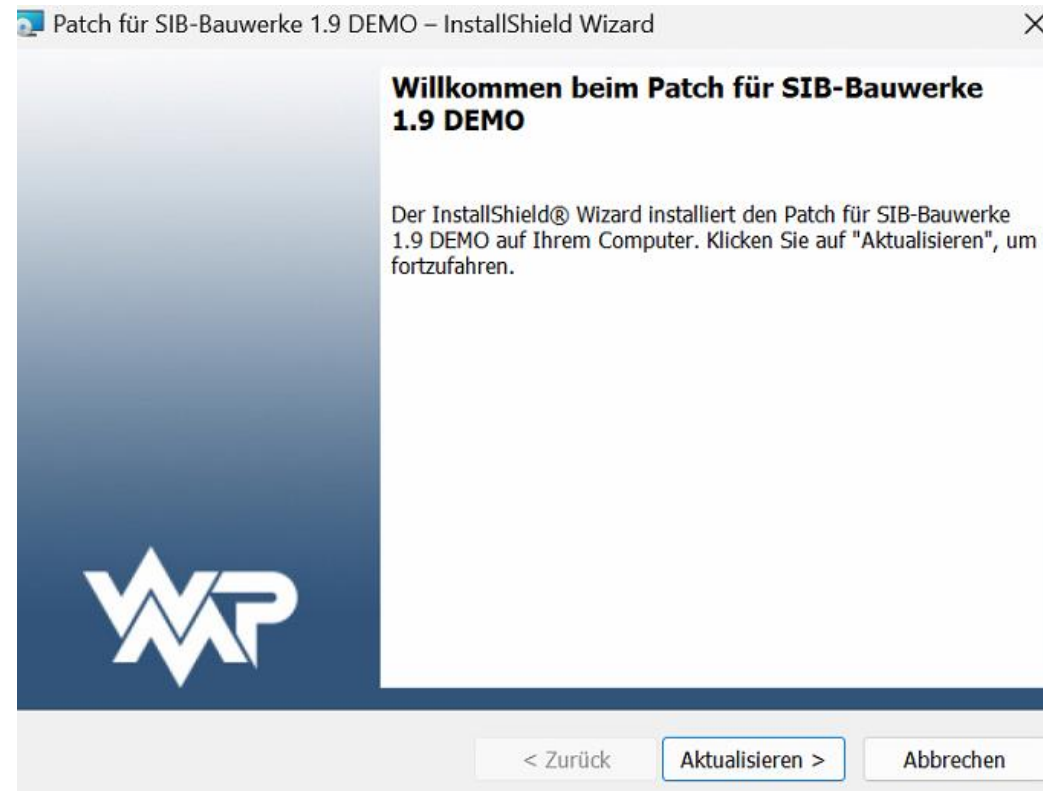 Patch für SIB-Bauwerke 1.9 DEMO – InstallShield Wizard
Willkommen beim Patch für SIB-Bauwerke
1.9 DEMO
Der InstallShield® Wizard installiert den Patch für SIB-Bauwerke
1.9 DEMO auf Ihrem Computer. Klicken Sie auf "Aktualisieren", um
fortzufahren.
WMP
< Zurück Aktualisieren > Abbrechen